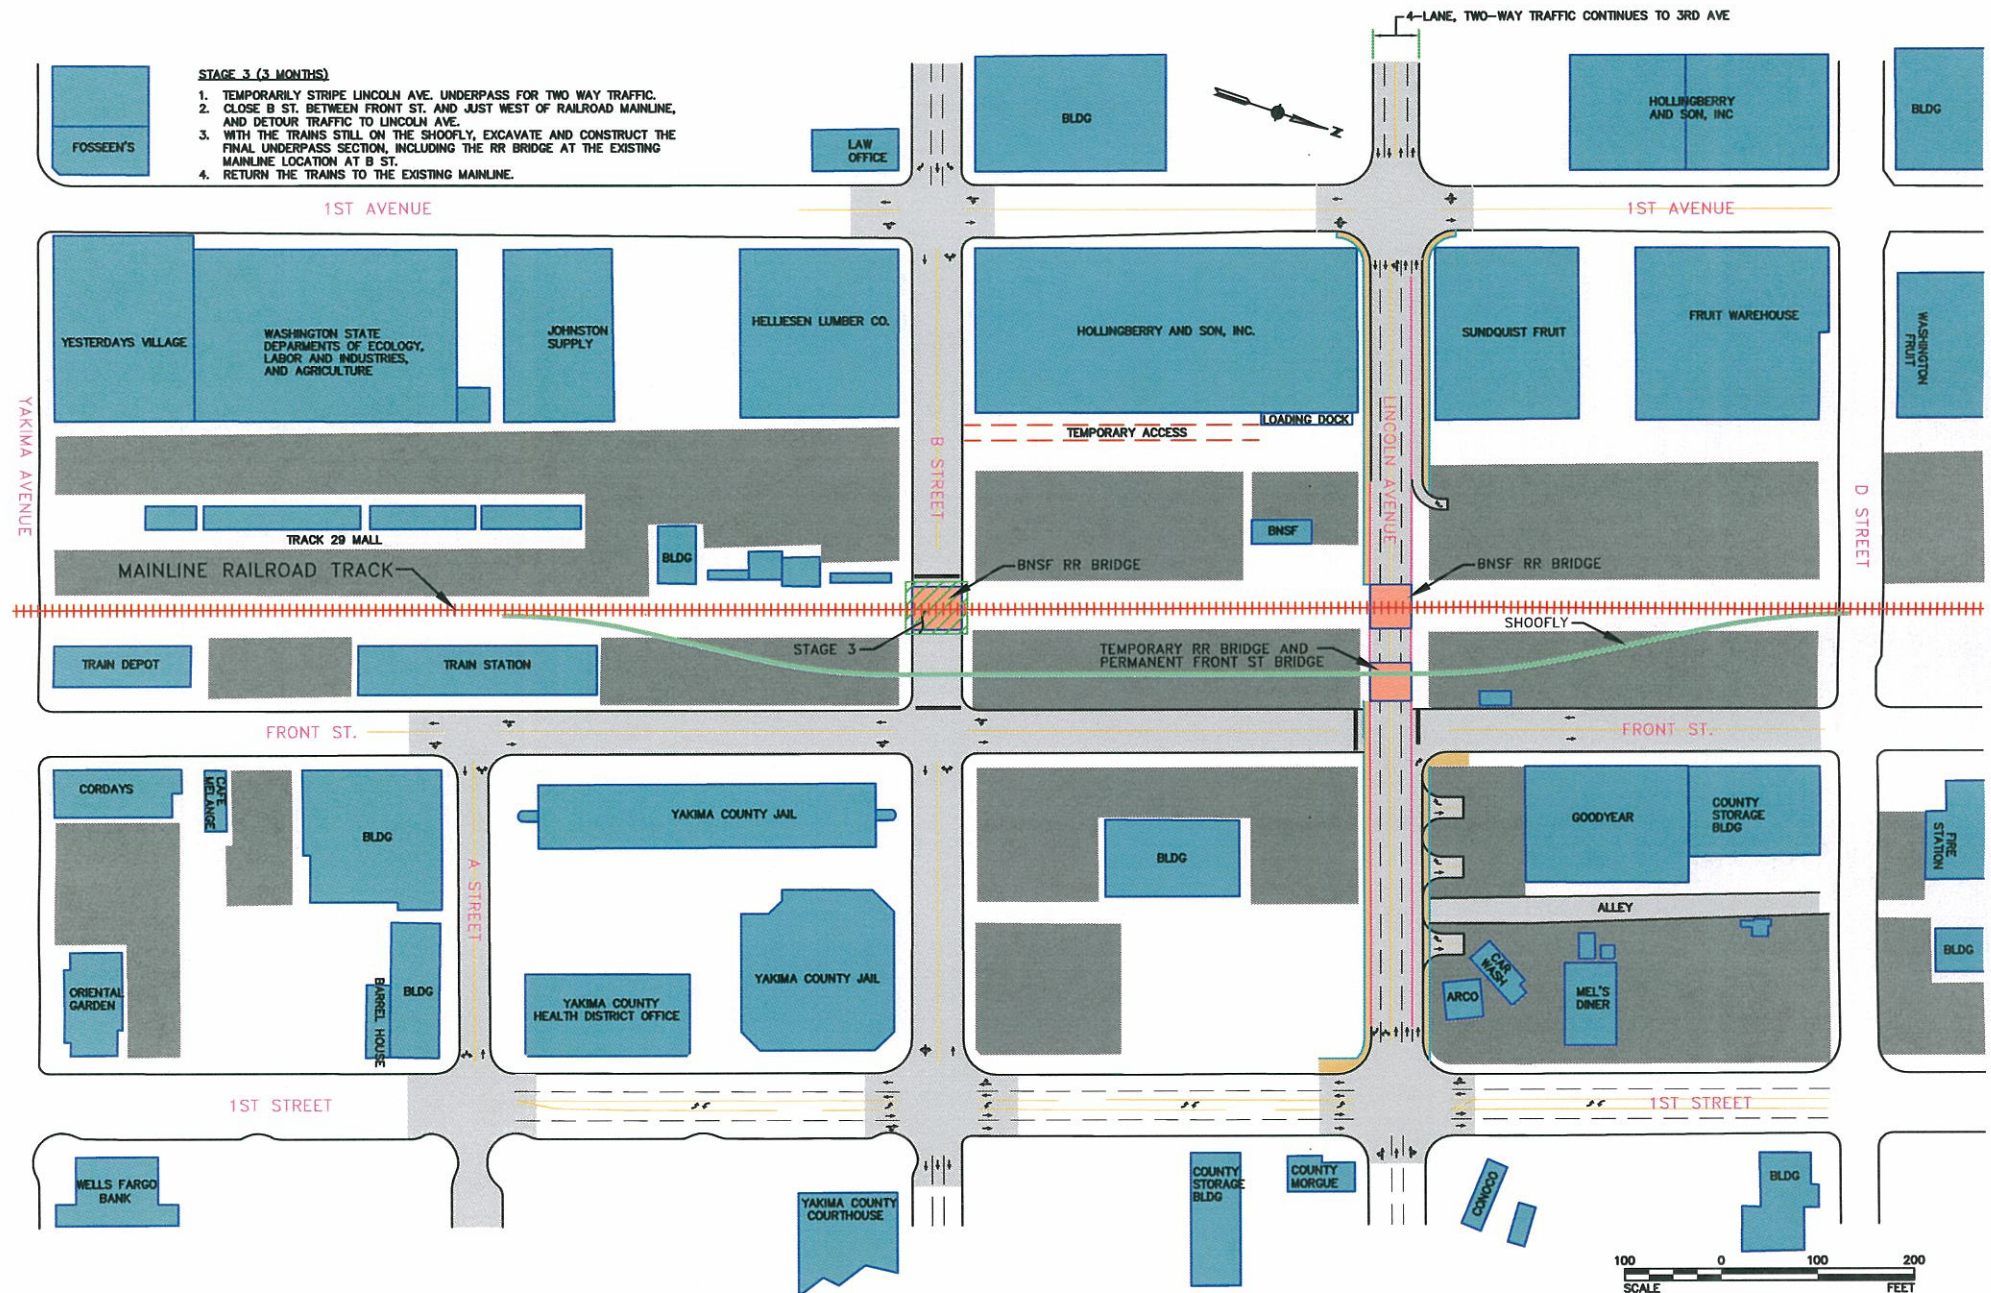 4-LANE, TWO-WAY TRAFFIC CONTINUES TO 3RD AVE
STAGE 3 (3 MONTHS)
1. TEMPORARILY STRIPE LINCOLN AVE. UNDERPASS FOR TWO WAY TRAFFIC.
2. CLOSE B ST. BETWEEN FRONT ST. AND JUST WEST OF RAILROAD MAINLINE,
AND DETOUR TRAFFIC TO LINCOLN AVE.
3. WITH THE TRAINS STILL ON THE SHOOFLY, EXCAVATE AND CONSTRUCT THE
FINAL UNDERPASS SECTION, INCLUDING THE RR BRIDGE AT THE EXISTING
MAINLINE LOCATION AT B ST.
4. RETURN THE TRAINS TO THE EXISTING MAINLINE.
FOSSEEN'S
LAW
OFFICE
BLDG
N
HOLLINGBERRY
AND SON, INC
BLDG
1ST AVENUE
1ST AVENUE
YESTERDAYS VILLAGE
WASHINGTON STATE
DEPARMENTS OF ECOLOGY,
LABOR AND INDUSTRIES,
AND AGRICULTURE
JOHNSTON
SUPPLY
HELLIESEN LUMBER CO.
HOLLINGBERRY AND SON, INC.
SUNDQUIST FRUIT
FRUIT WAREHOUSE
WASHINGTON
FRUIT
LOADING DOCK
TEMPORARY ACCESS
YAKIMA AVENUE
B STREET
LINCOLN AVENUE
D STREET
TRACK 29 MALL
BLDG
BNSF
MAINLINE RAILROAD TRACK
BNSF RR BRIDGE
BNSF RR BRIDGE
SHOOFLY
STAGE 3
TEMPORARY RR BRIDGE AND
PERMANENT FRONT ST BRIDGE
TRAIN DEPOT
TRAIN STATION
FRONT ST.
FRONT ST.
CORDAYS
CAFE
MELANGE
BLDG
YAKIMA COUNTY JAIL
BLDG
GOODYEAR
COUNTY
STORAGE
BLDG
FIRE
STATION
A STREET
ALLEY
ORIENTAL
GARDEN
BARREL HOUSE
BLDG
YAKIMA COUNTY
HEALTH DISTRICT OFFICE
YAKIMA COUNTY JAIL
CAR
WASH
ARCO
MEL'S
DINER
BLDG
1ST STREET
1ST STREET
WELLS FARGO
BANK
YAKIMA COUNTY
COURTHOUSE
COUNTY
STORAGE
BLDG
COUNTY
MORGUE
CONOCO
BLDG
100 0 100 200
SCALE FEET